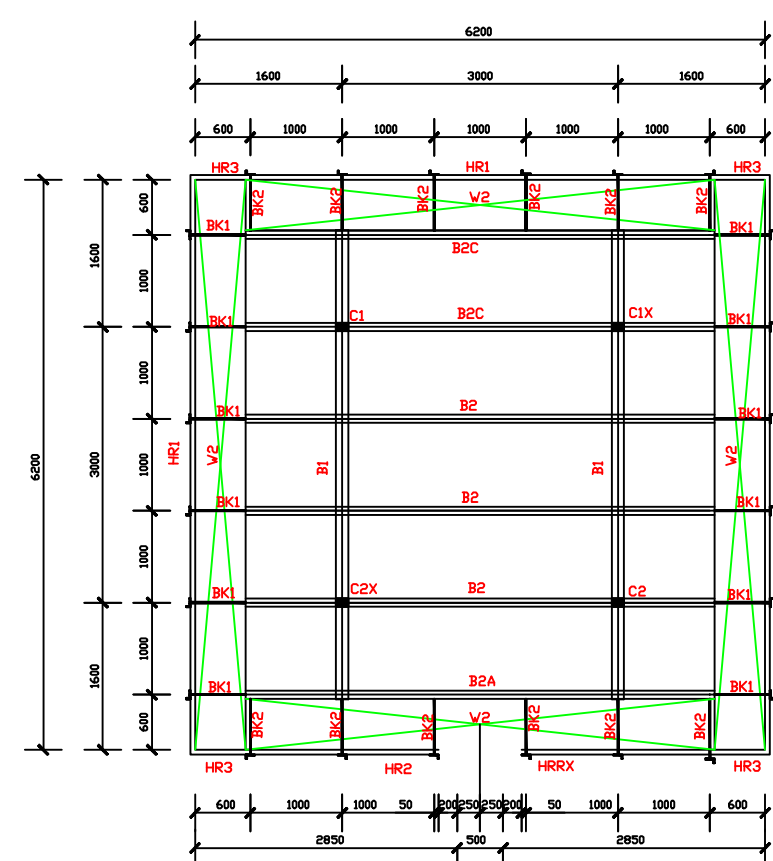 6200
1600 3000 1600
600 1000 1000 1000 1000 1000 600
HR3 HR1 HR3
600 BK2 BK2 BK2 W2 BK2 BK2 BK2
BK1 BK1
1600 B2C
1000
BK1 C1 B2C C1X BK1
1000
BK1 B2 BK1
6200 3000 1000 HR1 W2 B1 B1 W2
BK1 B2 BK1
1000
BK1 C2X B2 C2 BK1
1600 1000
BK1 B2A BK1
600 BK2 BK2 BK2 W2 BK2 BK2 BK2
HR3 HR2 HRRX HR3
600 1000 1000 50 200 250 250 200 50 1000 1000 600
2850 500 2850